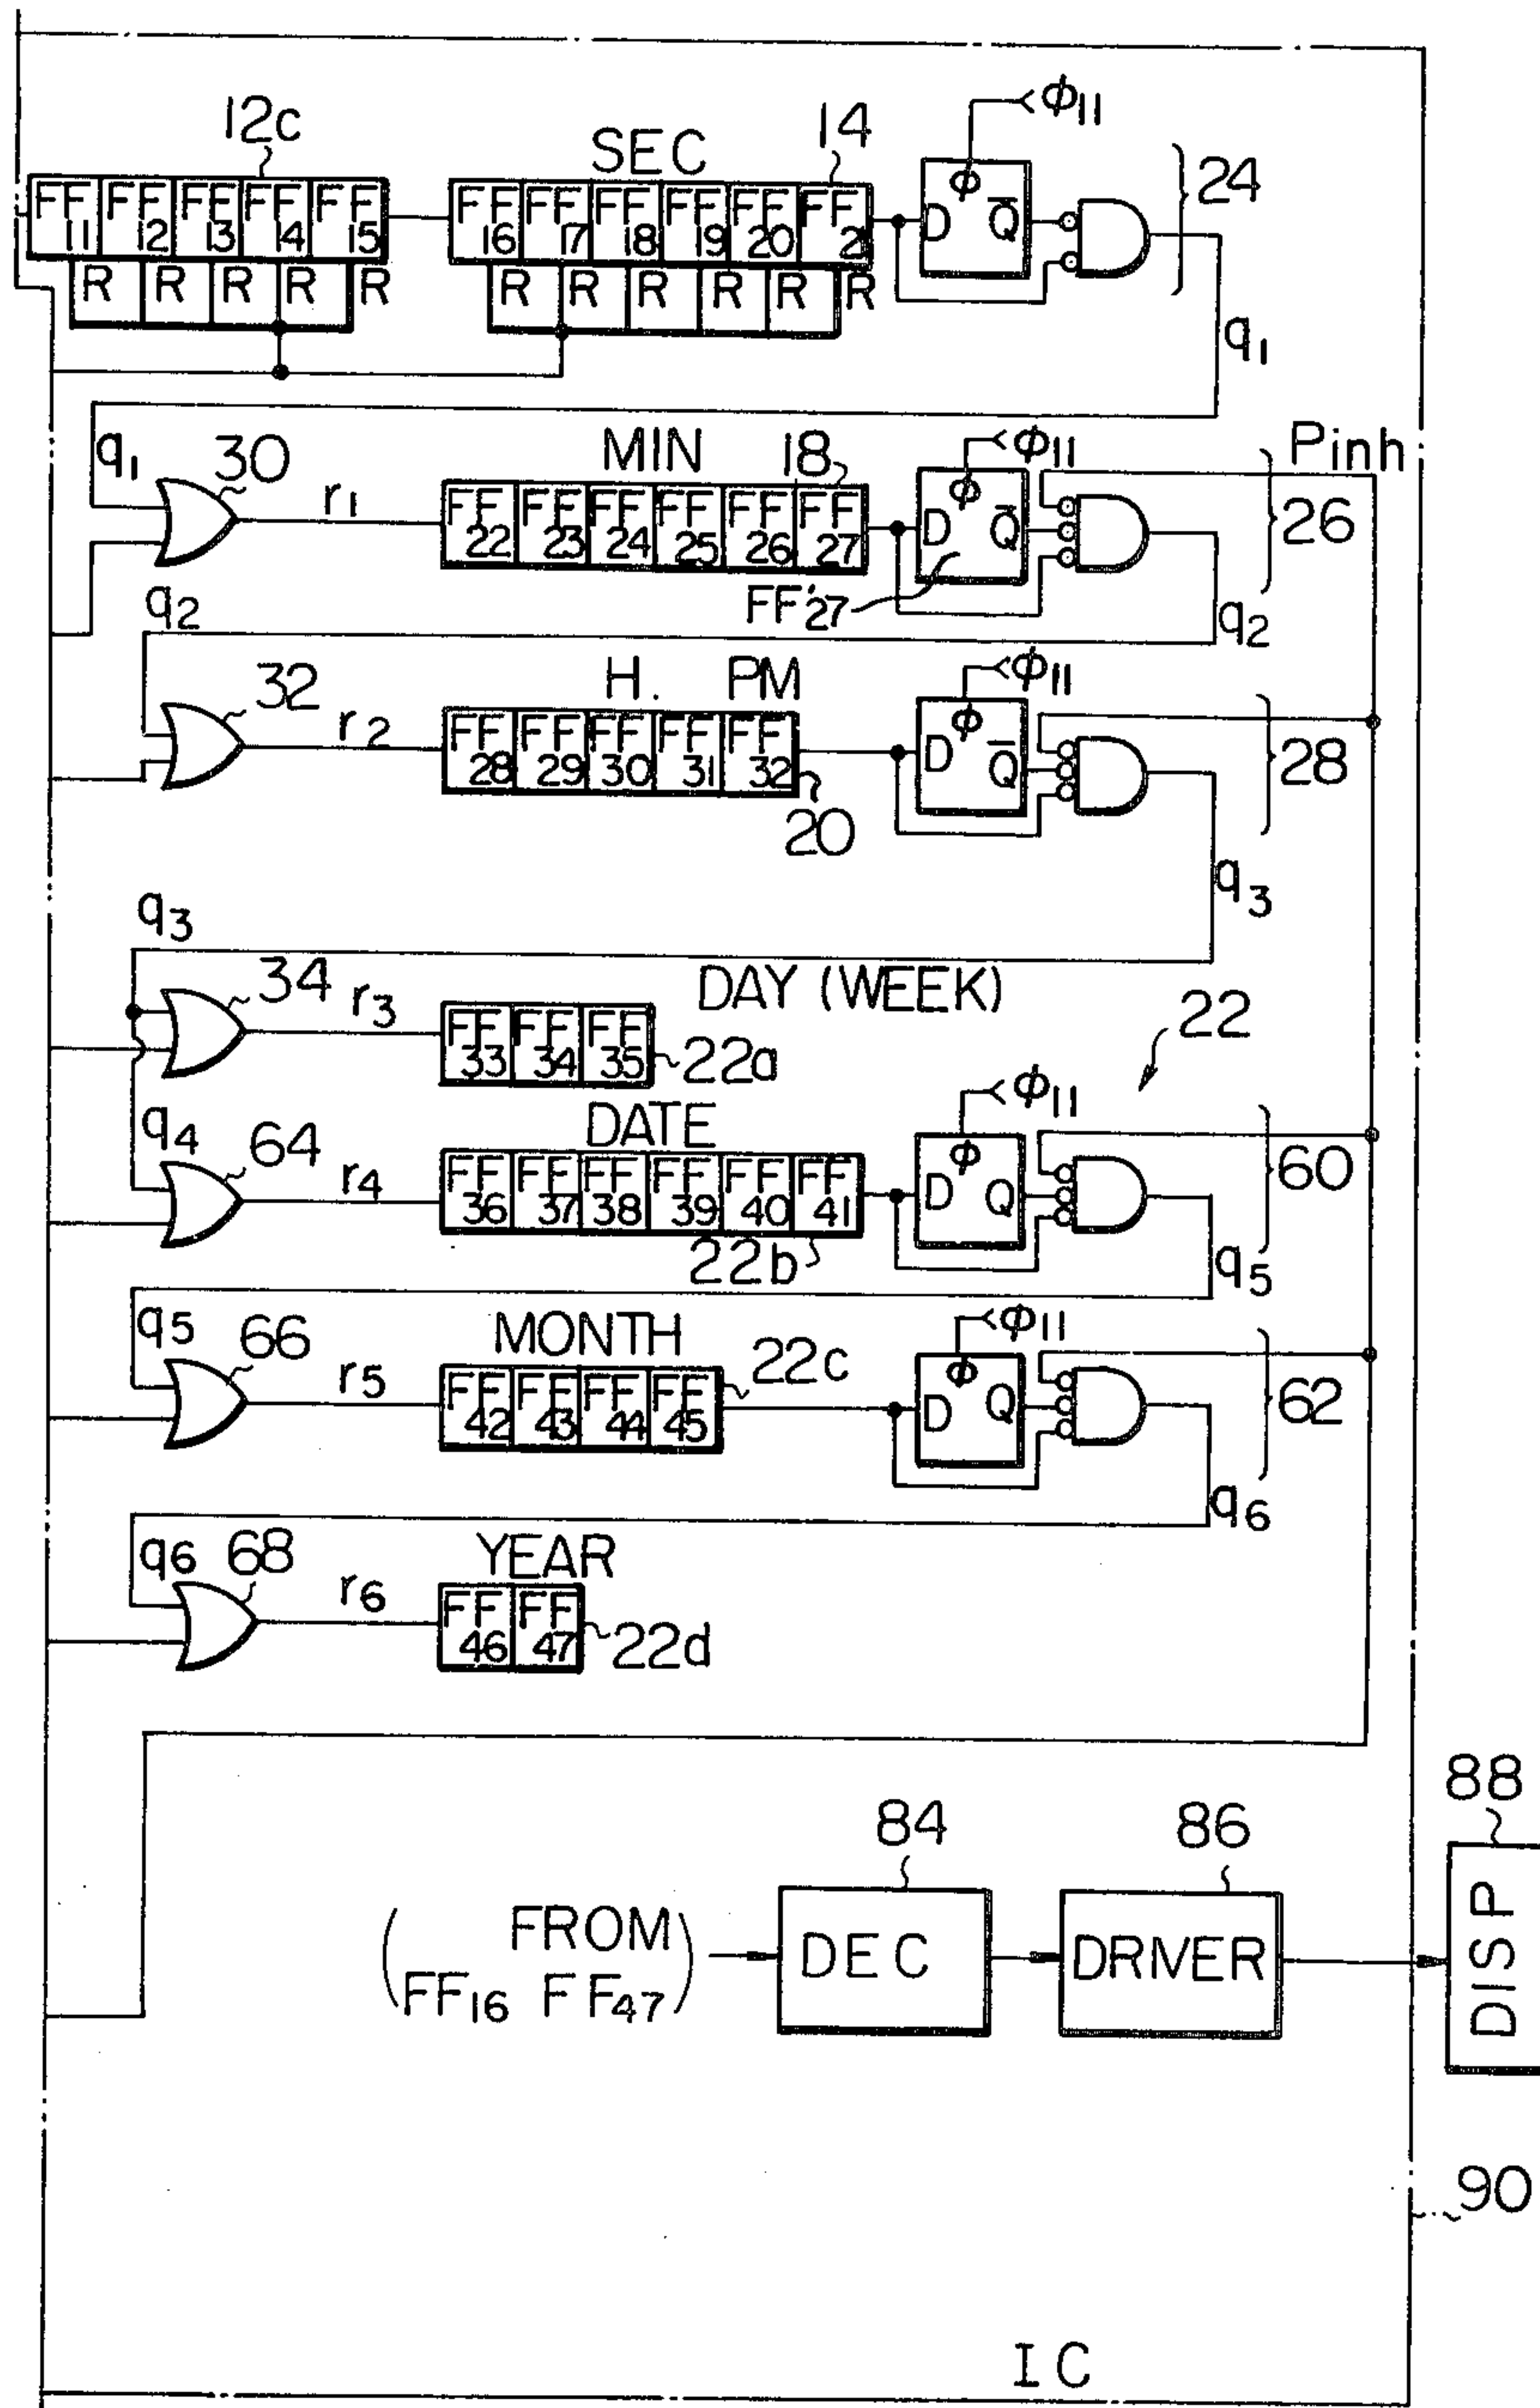 ϕ11
12c SEC 14
FF11 FF12 FF13 FF14 FF15 FF16 FF17 FF18 FF19 FF20 FF21 D ϕ Q̅ 24
R R R R R R R R R R R
q1
q1 30 MIN 18 ϕ11 Pinh
r1 FF22 FF23 FF24 FF25 FF26 FF27 D ϕ Q̅ 26
FF'27
q2 q2
32 H. PM ϕ11
r2 FF28 FF29 FF30 FF31 FF32 D ϕ Q̅ 28
20
q3 q3
34 DAY (WEEK)
r3 FF33 FF34 FF35 22a 22
q4 64 DATE ϕ11
r4 FF36 FF37 FF38 FF39 FF40 FF41 D ϕ Q 60
22b q5
q5 66 MONTH 22c ϕ11
r5 FF42 FF43 FF44 FF45 D ϕ Q 62
q6
q6 68 YEAR
r6 FF46 FF47 22d
84 86 88
( FROM FF16 F F47 ) DEC DRIVER DISP
90
IC